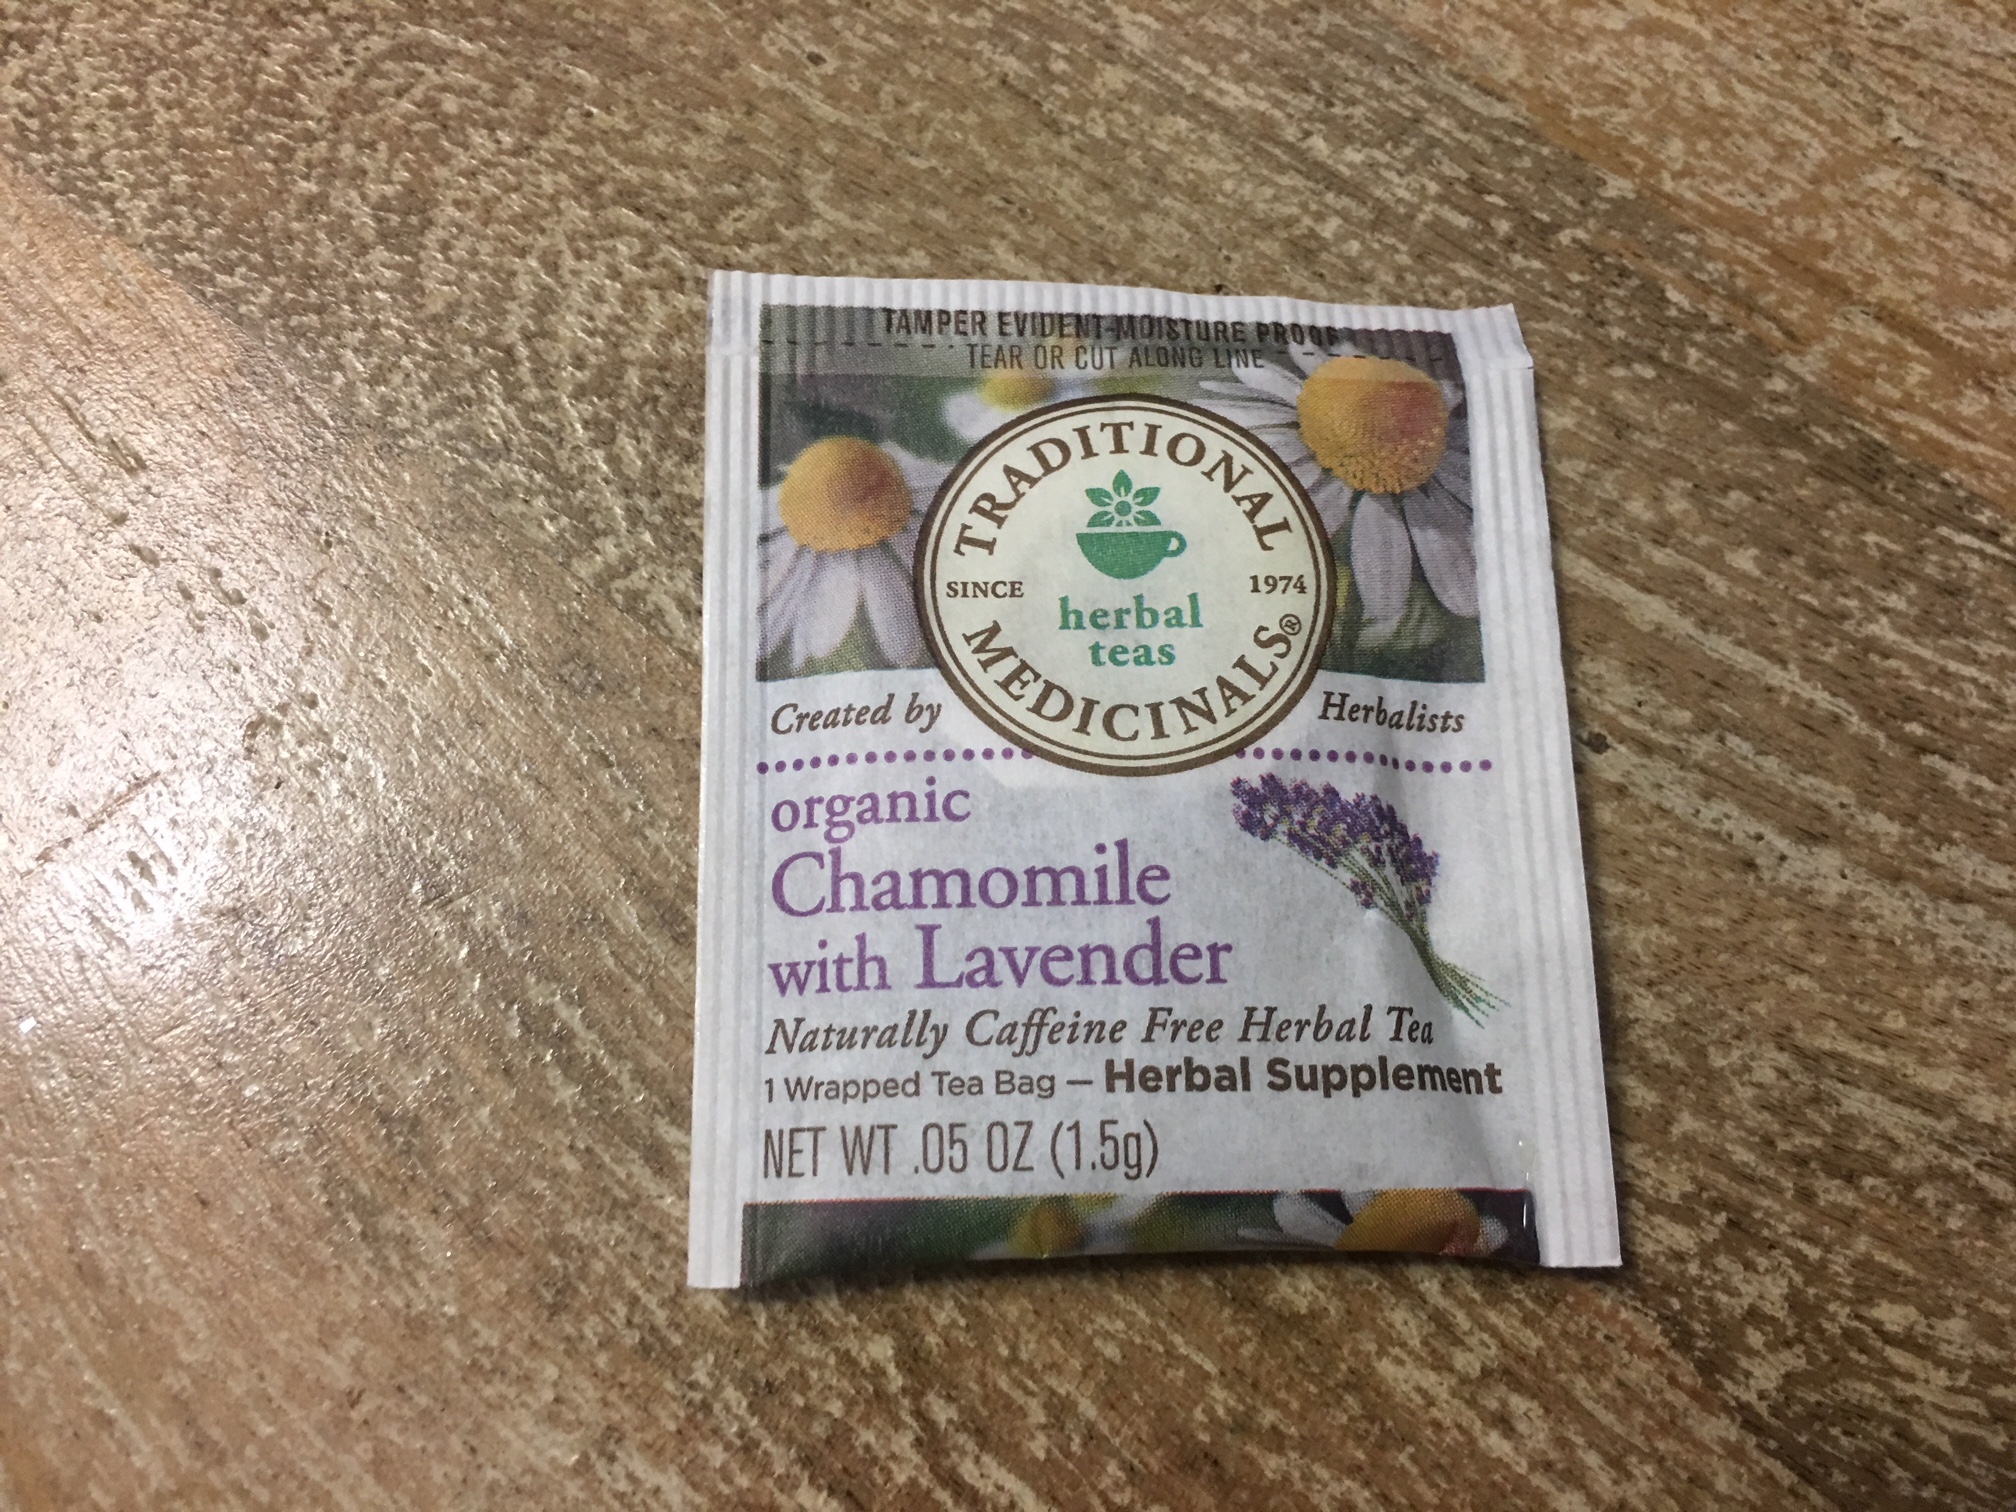 TAMPER EVIDENT-MOISTURE PROOF
TEAR OR CUT ALONG LINE
TRADITIONAL
SINCE 1974
herbal
teas
MEDICINALS®
Created by Herbalists
organic
Chamomile
with Lavender
Naturally Caffeine Free Herbal Tea
1 Wrapped Tea Bag — Herbal Supplement
NET WT .05 OZ (1.5g)